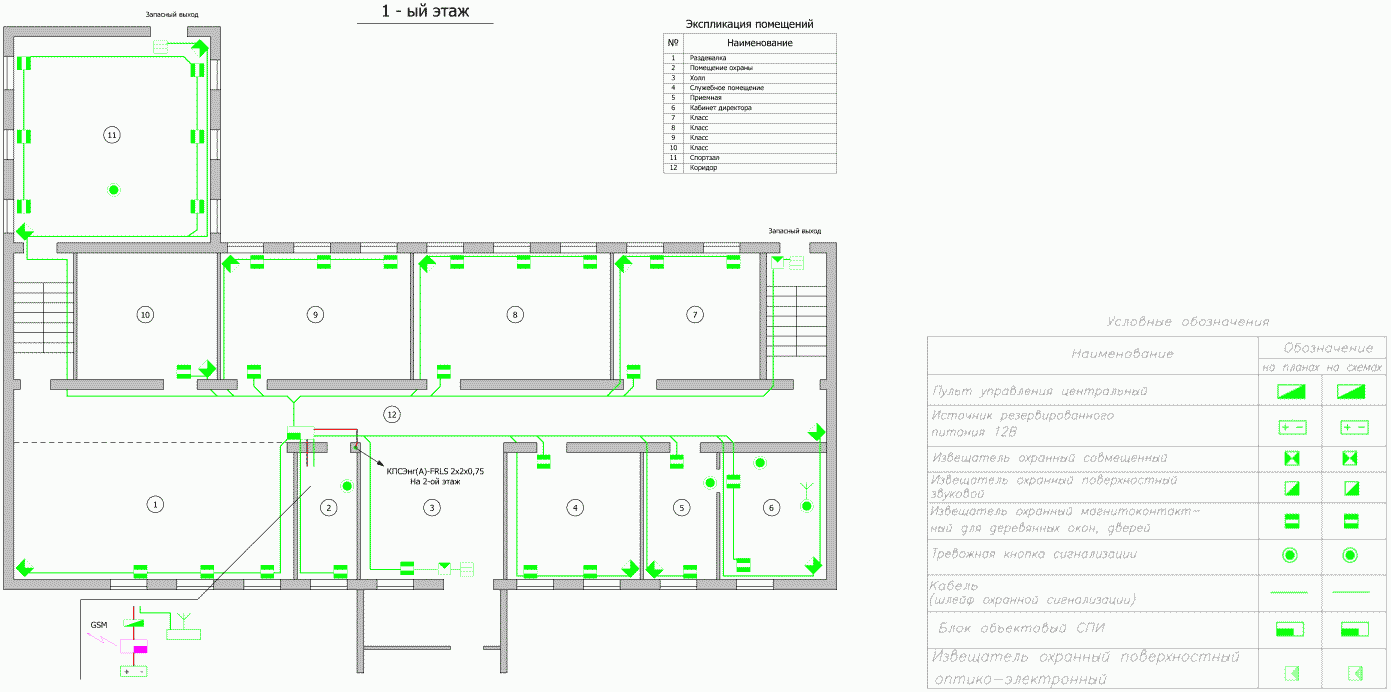 Запасный выход
1 - ый этаж
Экспликация помещений
№ Наименование
1 Раздевалка
2 Помещение охраны
3 Холл
4 Служебное помещение
5 Приемная
6 Кабинет директора
7 Класс
8 Класс
9 Класс
10 Класс
11 Спортзал
12 Коридор
11
Запасный выход
10
9
8
7
12
КПСЭнг(А)-FRLS 2x2x0,75
На 2-ой этаж
1
2
3
4
5
6
GSM
+ -
Условные обозначения
Наименование
Обозначение
на планах на схемах
Пульт управления центральный
Источник резервированного
питания 12В
+ - + -
Извещатель охранный совмещенный
Извещатель охранный поверхностный
звуковой
Извещатель охранный магнитоконтакт-
ный для деревянных окон, дверей
Тревожная кнопка сигнализации
Кабель
(шлейф охранной сигнализации)
Блок объектовый СПИ
Извещатель охранный поверхностный
оптико-электронный